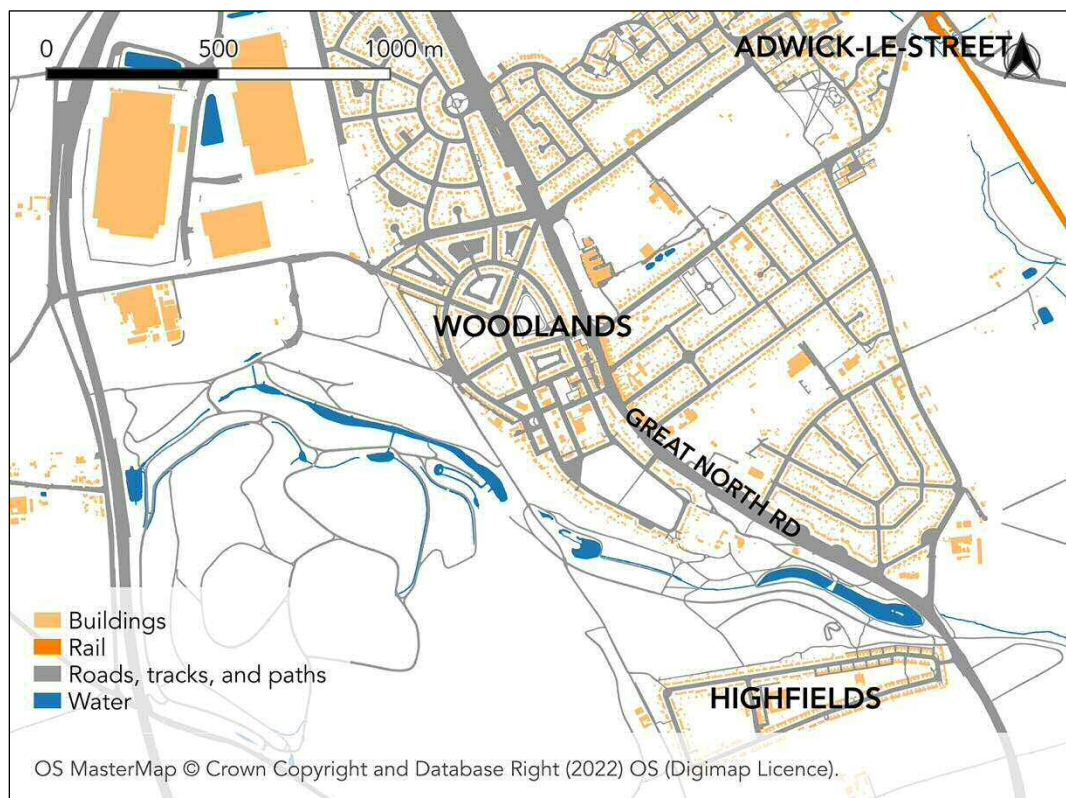 0 500 1000 m
ADWICK-LE-STREET
WOODLANDS
GREAT NORTH RD
Buildings
Rail
Roads, tracks, and paths
Water
HIGHFIELDS
OS MasterMap © Crown Copyright and Database Right (2022) OS (Digimap Licence).